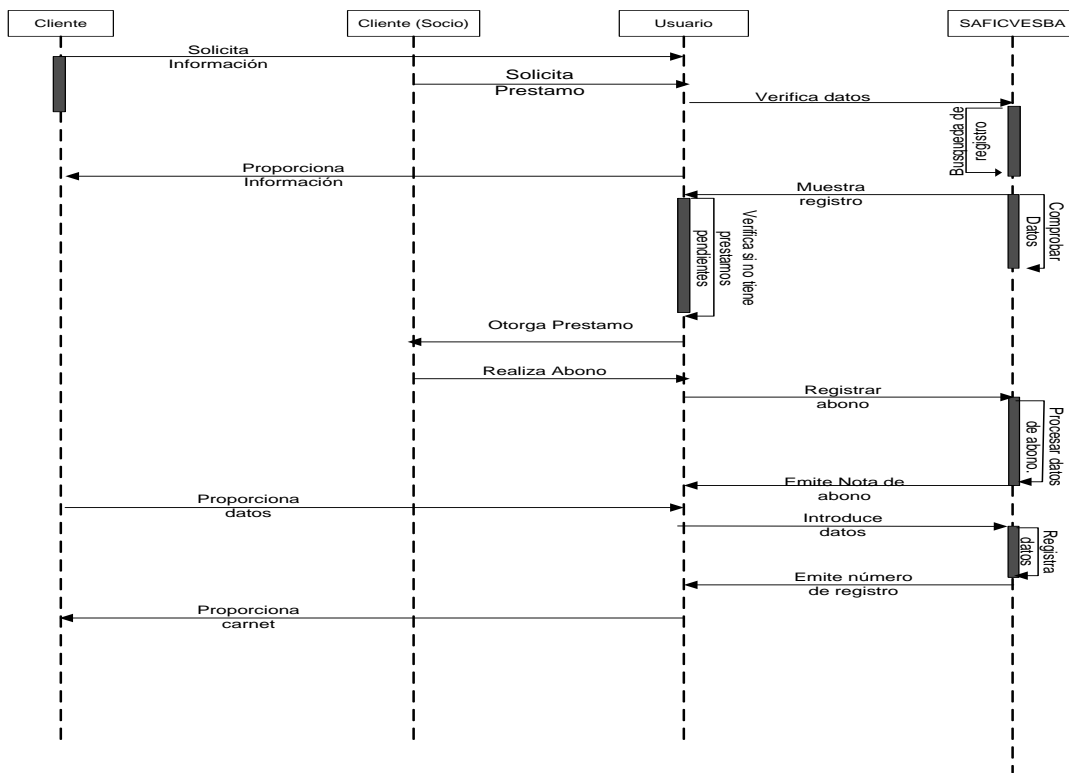 Cliente
Cliente (Socio)
Usuario
SAFICVESBA
Solicita
Información
Solicita
Prestamo
Verifica datos
Busqueda de
registro
Proporciona
Información
Muestra
registro
Comprobar
Datos
Verifica si no tiene
prestamos
pendientes
Otorga Prestamo
Realiza Abono
Registrar
abono
Procesar datos
de abono.
Emite Nota de
abono
Proporciona
datos
Introduce
datos
Registra
datos
Emite número
de registro
Proporciona
carnet